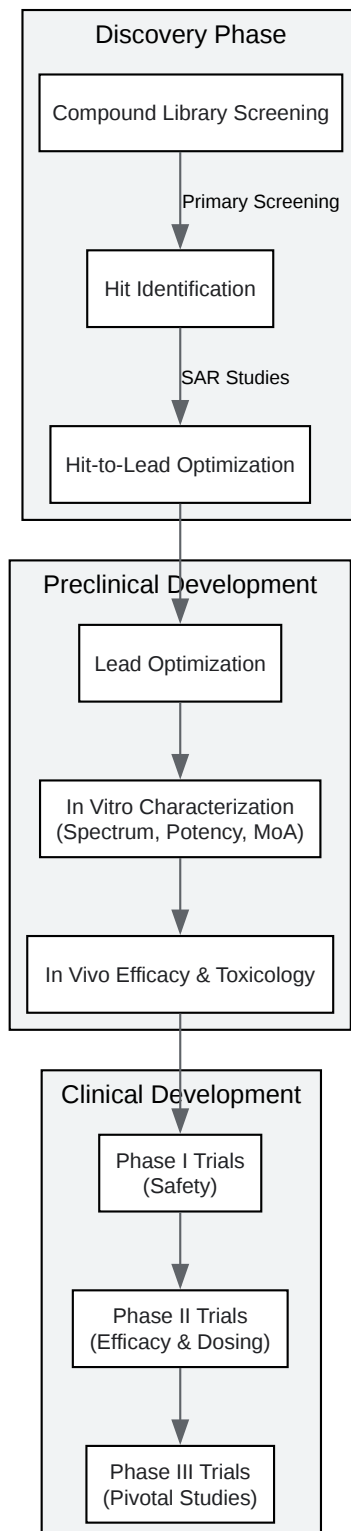 Discovery Phase
Compound Library Screening
Primary Screening
Hit Identification
SAR Studies
Hit-to-Lead Optimization
Preclinical Development
Lead Optimization
In Vitro Characterization
(Spectrum, Potency, MoA)
In Vivo Efficacy & Toxicology
Clinical Development
Phase I Trials
(Safety)
Phase II Trials
(Efficacy & Dosing)
Phase III Trials
(Pivotal Studies)